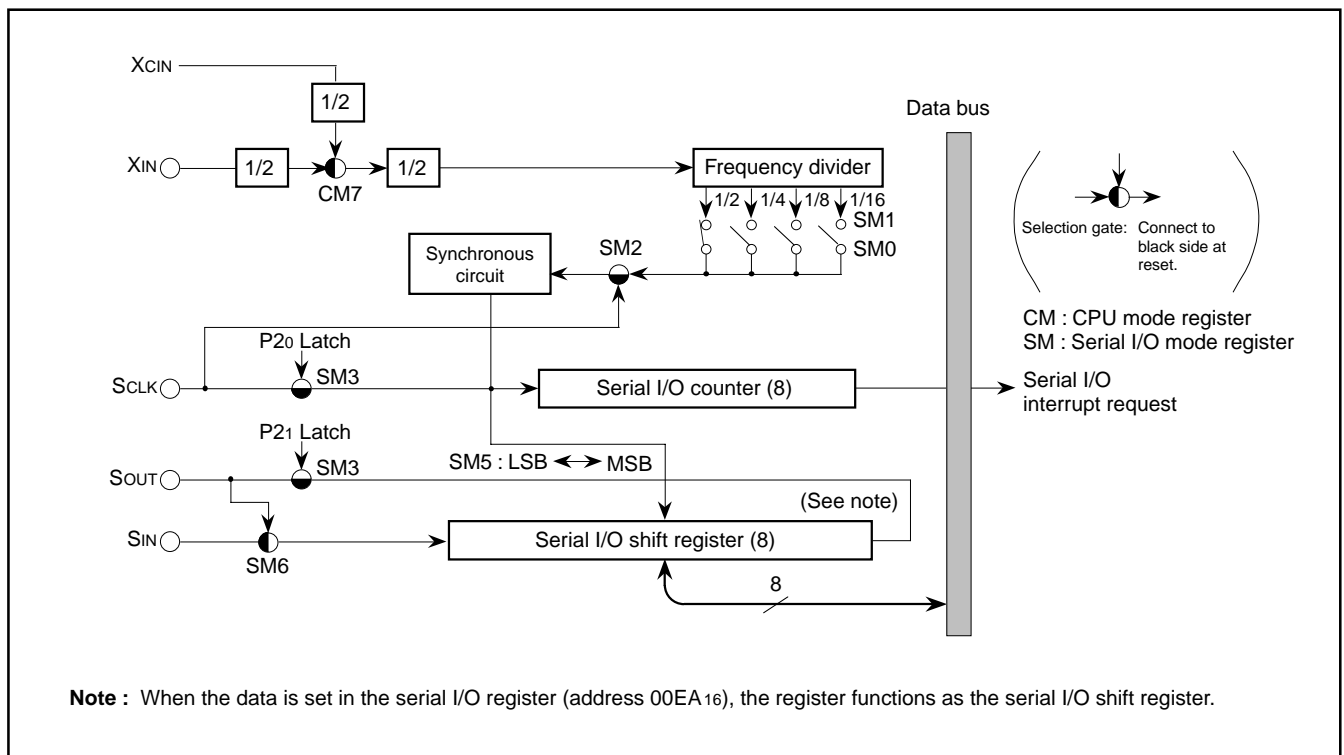 XCIN
1/2
Data bus
XIN
1/2
CM7
1/2
Frequency divider
1/2 1/4 1/8 1/16
SM1
SM0
Selection gate: Connect to
black side at
reset.
SM2
Synchronous
circuit
CM : CPU mode register
SM : Serial I/O mode register
P20 Latch
SCLK
SM3
Serial I/O counter (8)
Serial I/O
interrupt request
P21 Latch
SM5 : LSB MSB
SOUT
SM3
(See note)
SIN
SM6
Serial I/O shift register (8)
8
Note : When the data is set in the serial I/O register (address 00EA16), the register functions as the serial I/O shift register.